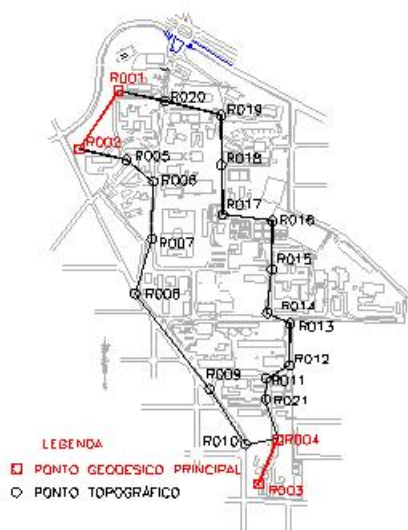 R001
R020
R019
R002
R005
R018
R006
R017
R016
R007
R015
R008
R014
R013
R012
R011
R009
R021
LEGENDA
R010
R004
PONTO GEODESICO PRINCIPAL
R003
PONTO TOPOGRÁFICO